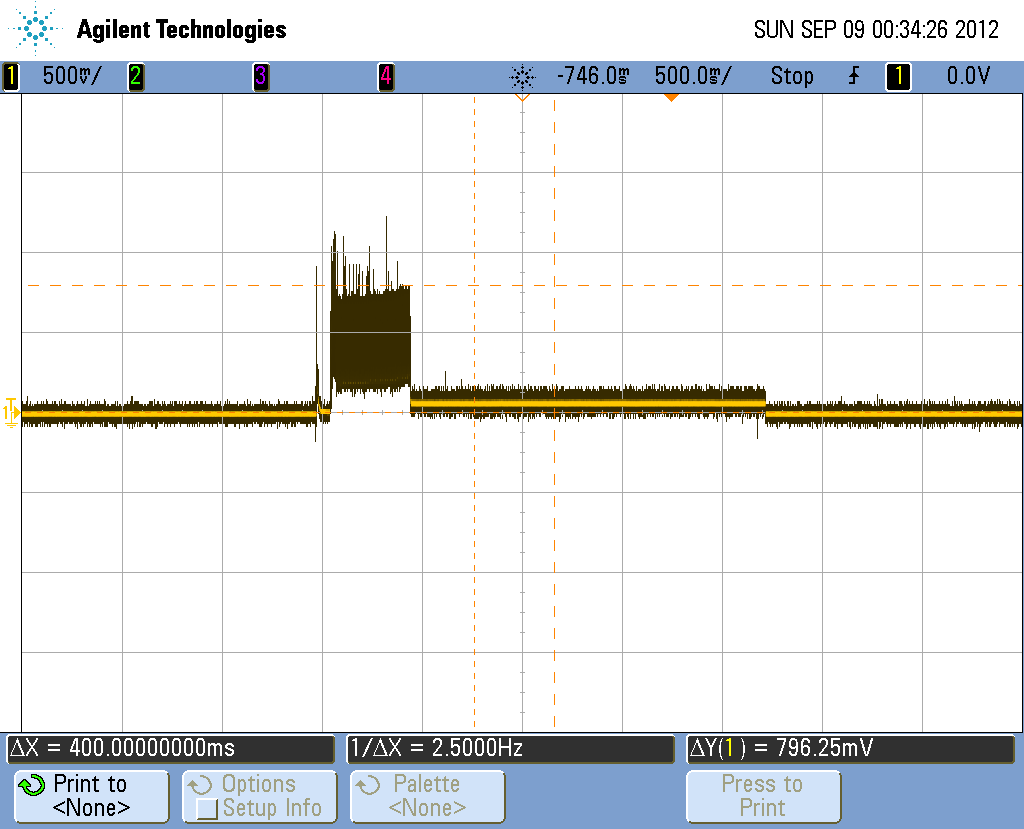 Agilent Technologies
SUN SEP 09 00:34:26 2012
1 500mV/ 2 3 4 -746.0ms 500.0ms/ Stop 1 0.0V
1
T
ΔX = 400.00000000ms
1/ΔX = 2.5000Hz
ΔY(1) = 796.25mV
Print to
<None>
Options
Setup Info
Palette
<None>
Press to
Print